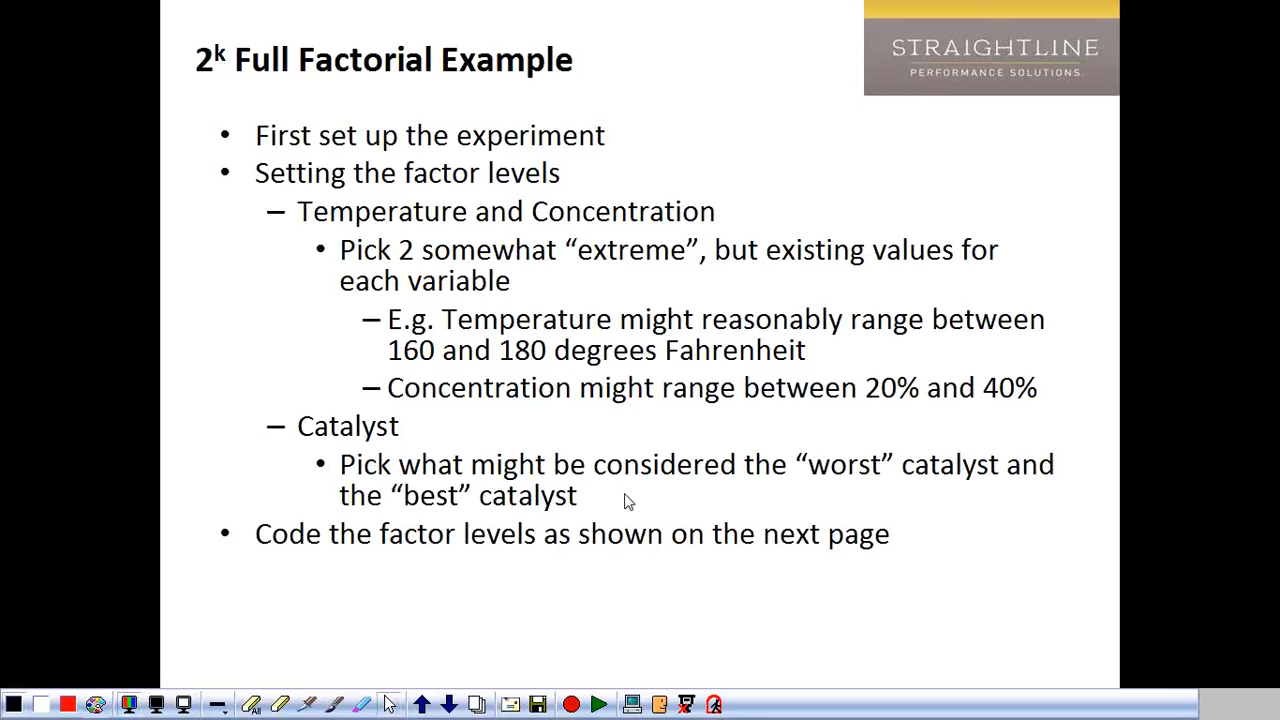 2k Full Factorial Example
STRAIGHTLINE
PERFORMANCE SOLUTIONS.
• First set up the experiment
• Setting the factor levels
– Temperature and Concentration
• Pick 2 somewhat “extreme”, but existing values for
each variable
– E.g. Temperature might reasonably range between
160 and 180 degrees Fahrenheit
– Concentration might range between 20% and 40%
– Catalyst
• Pick what might be considered the “worst” catalyst and
the “best” catalyst
• Code the factor levels as shown on the next page
All